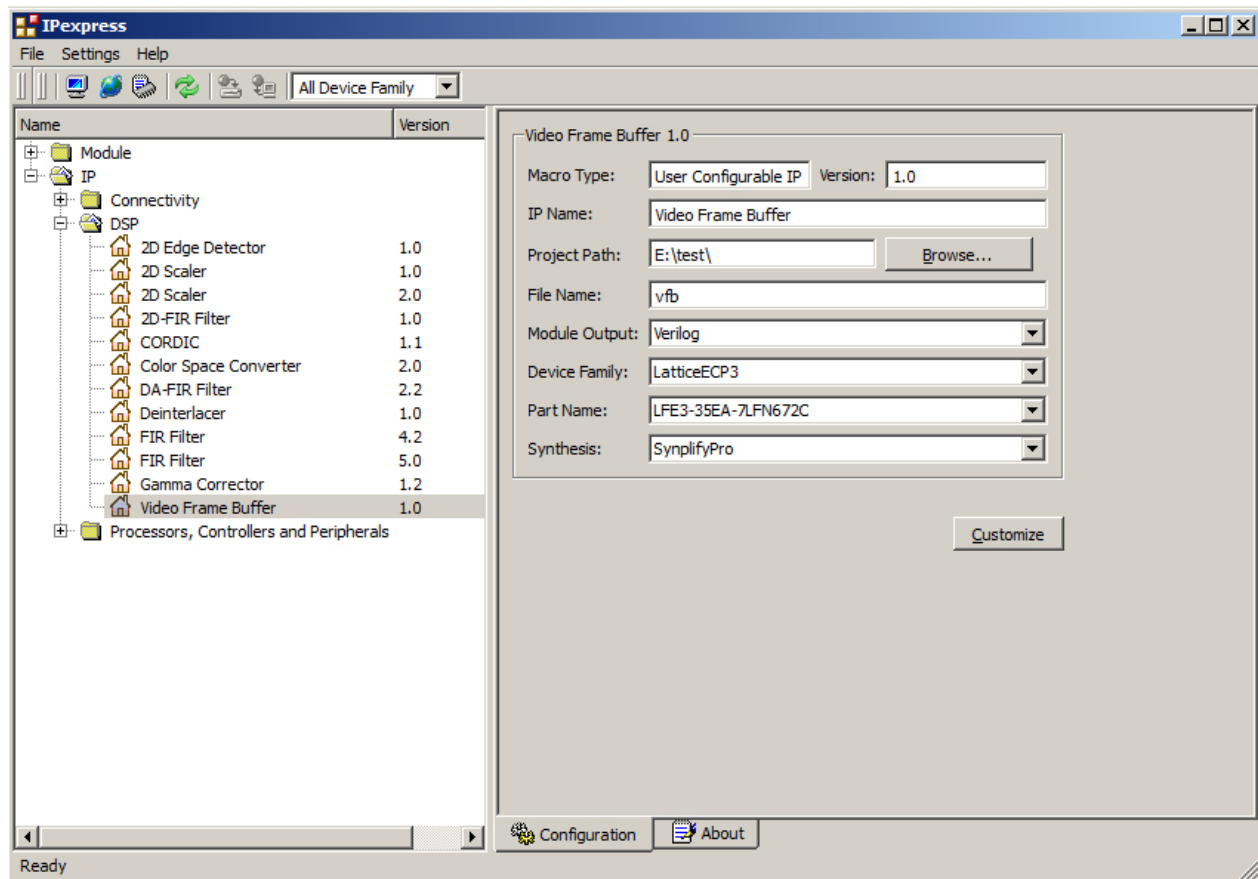 IPexpress
File Settings Help
All Device Family
Name Version
Module
IP
Connectivity
DSP
2D Edge Detector 1.0
2D Scaler 1.0
2D Scaler 2.0
2D-FIR Filter 1.0
CORDIC 1.1
Color Space Converter 2.0
DA-FIR Filter 2.2
Deinterlacer 1.0
FIR Filter 4.2
FIR Filter 5.0
Gamma Corrector 1.2
Video Frame Buffer 1.0
Processors, Controllers and Peripherals
Video Frame Buffer 1.0
Macro Type: User Configurable IP Version: 1.0
IP Name: Video Frame Buffer
Project Path: E:\test\ Browse...
File Name: vfb
Module Output: Verilog
Device Family: LatticeECP3
Part Name: LFE3-35EA-7LFN672C
Synthesis: SynplifyPro
Customize
Configuration About
Ready